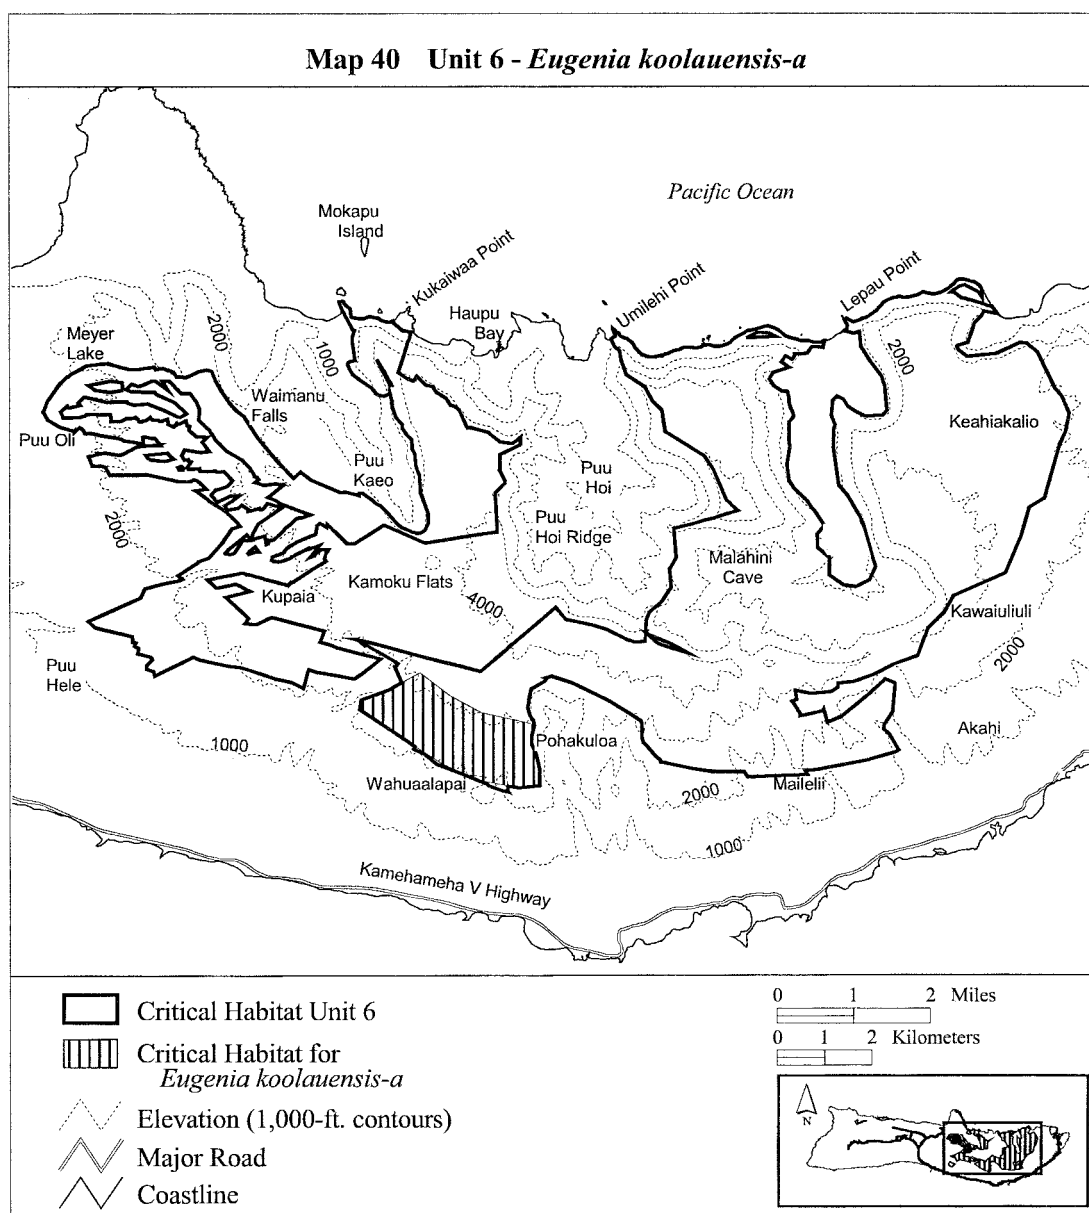 Map 40 Unit 6 - Eugenia koolauensis-a
Pacific Ocean
Mokapu
Island
Kukaiwaa Point
Umilehi Point
Lepau Point
Haupu
Bay
2000
1000
Meyer
Lake
2000
Waimanu
Falls
Keahiakalio
Puu Oli
Puu
Kaeo
Puu
Hoi
2000
Puu
Hoi Ridge
Malahini
Cave
Kamoku Flats
Kupaia
4000
Kawaiuliuli
Puu
Hele
2000
1000
Pohakuloa
Akahi
Wahuaalapai
2000
Mailelii
1000
Kamehameha V Highway
Critical Habitat Unit 6
Critical Habitat for
Eugenia koolauensis-a
Elevation (1,000-ft. contours)
Major Road
Coastline
0 1 2 Miles
0 1 2 Kilometers
N